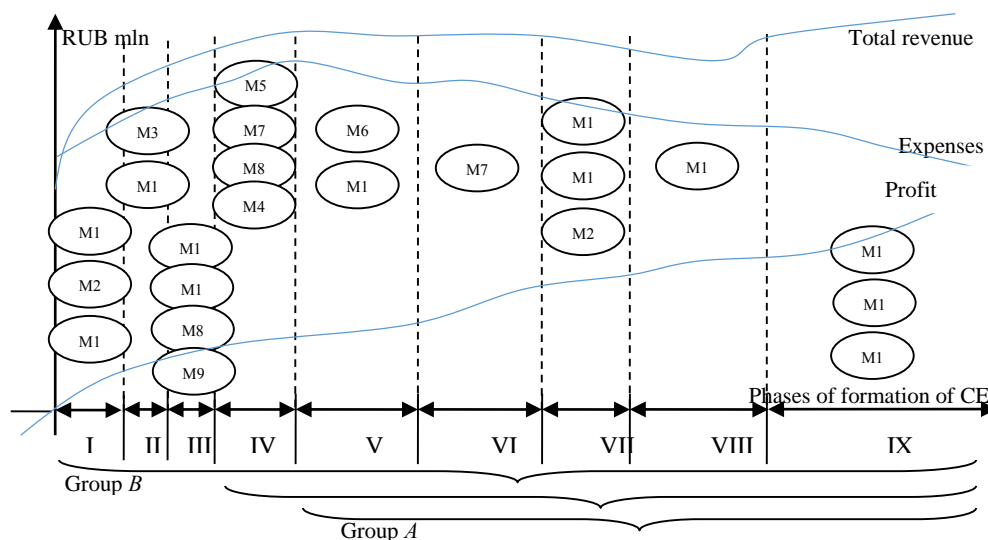 RUB mln
Total revenue
M5
M3
M7
M6
M1
Expenses
M8
M7
M1
M1
M1
M1
Profit
M4
M1
M2
M1
M1
M2
M1
M1
M8
M1
M9
M1
Phases of formation of CE
I II III IV V VI VII VIII IX
Group B
Group A